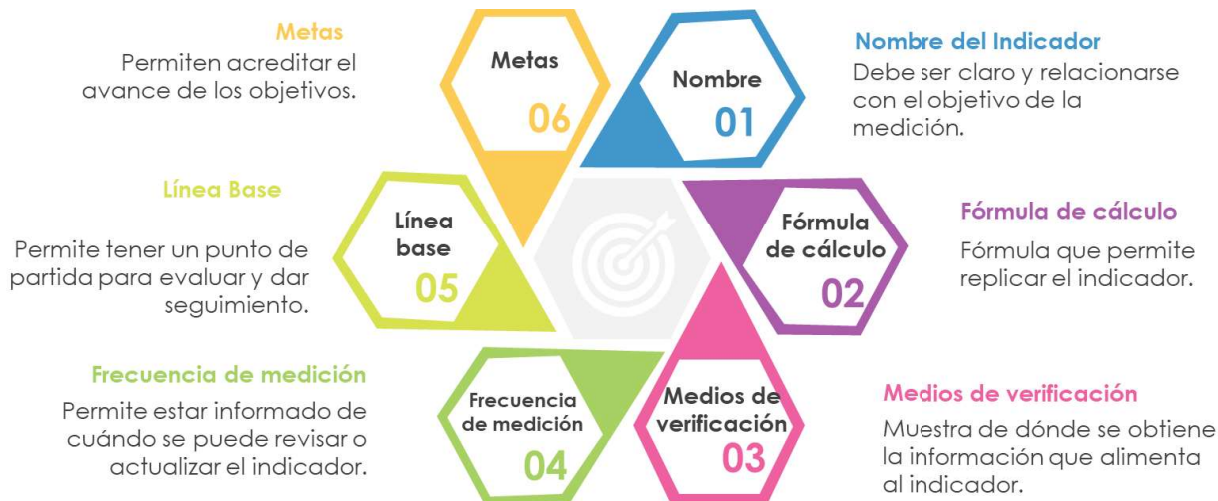 Nombre
01
Nombre del Indicador
Debe ser claro y relacionarse
con el objetivo de la
medición.
Fórmula
de cálculo
02
Fórmula de cálculo
Fórmula que permite
replicar el indicador.
Medios de
verificación
03
Medios de verificación
Muestra de dónde se obtiene
la información que alimenta
al indicador.
Frecuencia
de medición
04
Frecuencia de medición
Permite estar informado de
cuándo se puede revisar o
actualizar el indicador.
Línea
base
05
Línea Base
Permite tener un punto de
partida para evaluar y dar
seguimiento.
Metas
06
Metas
Permiten acreditar el
avance de los objetivos.